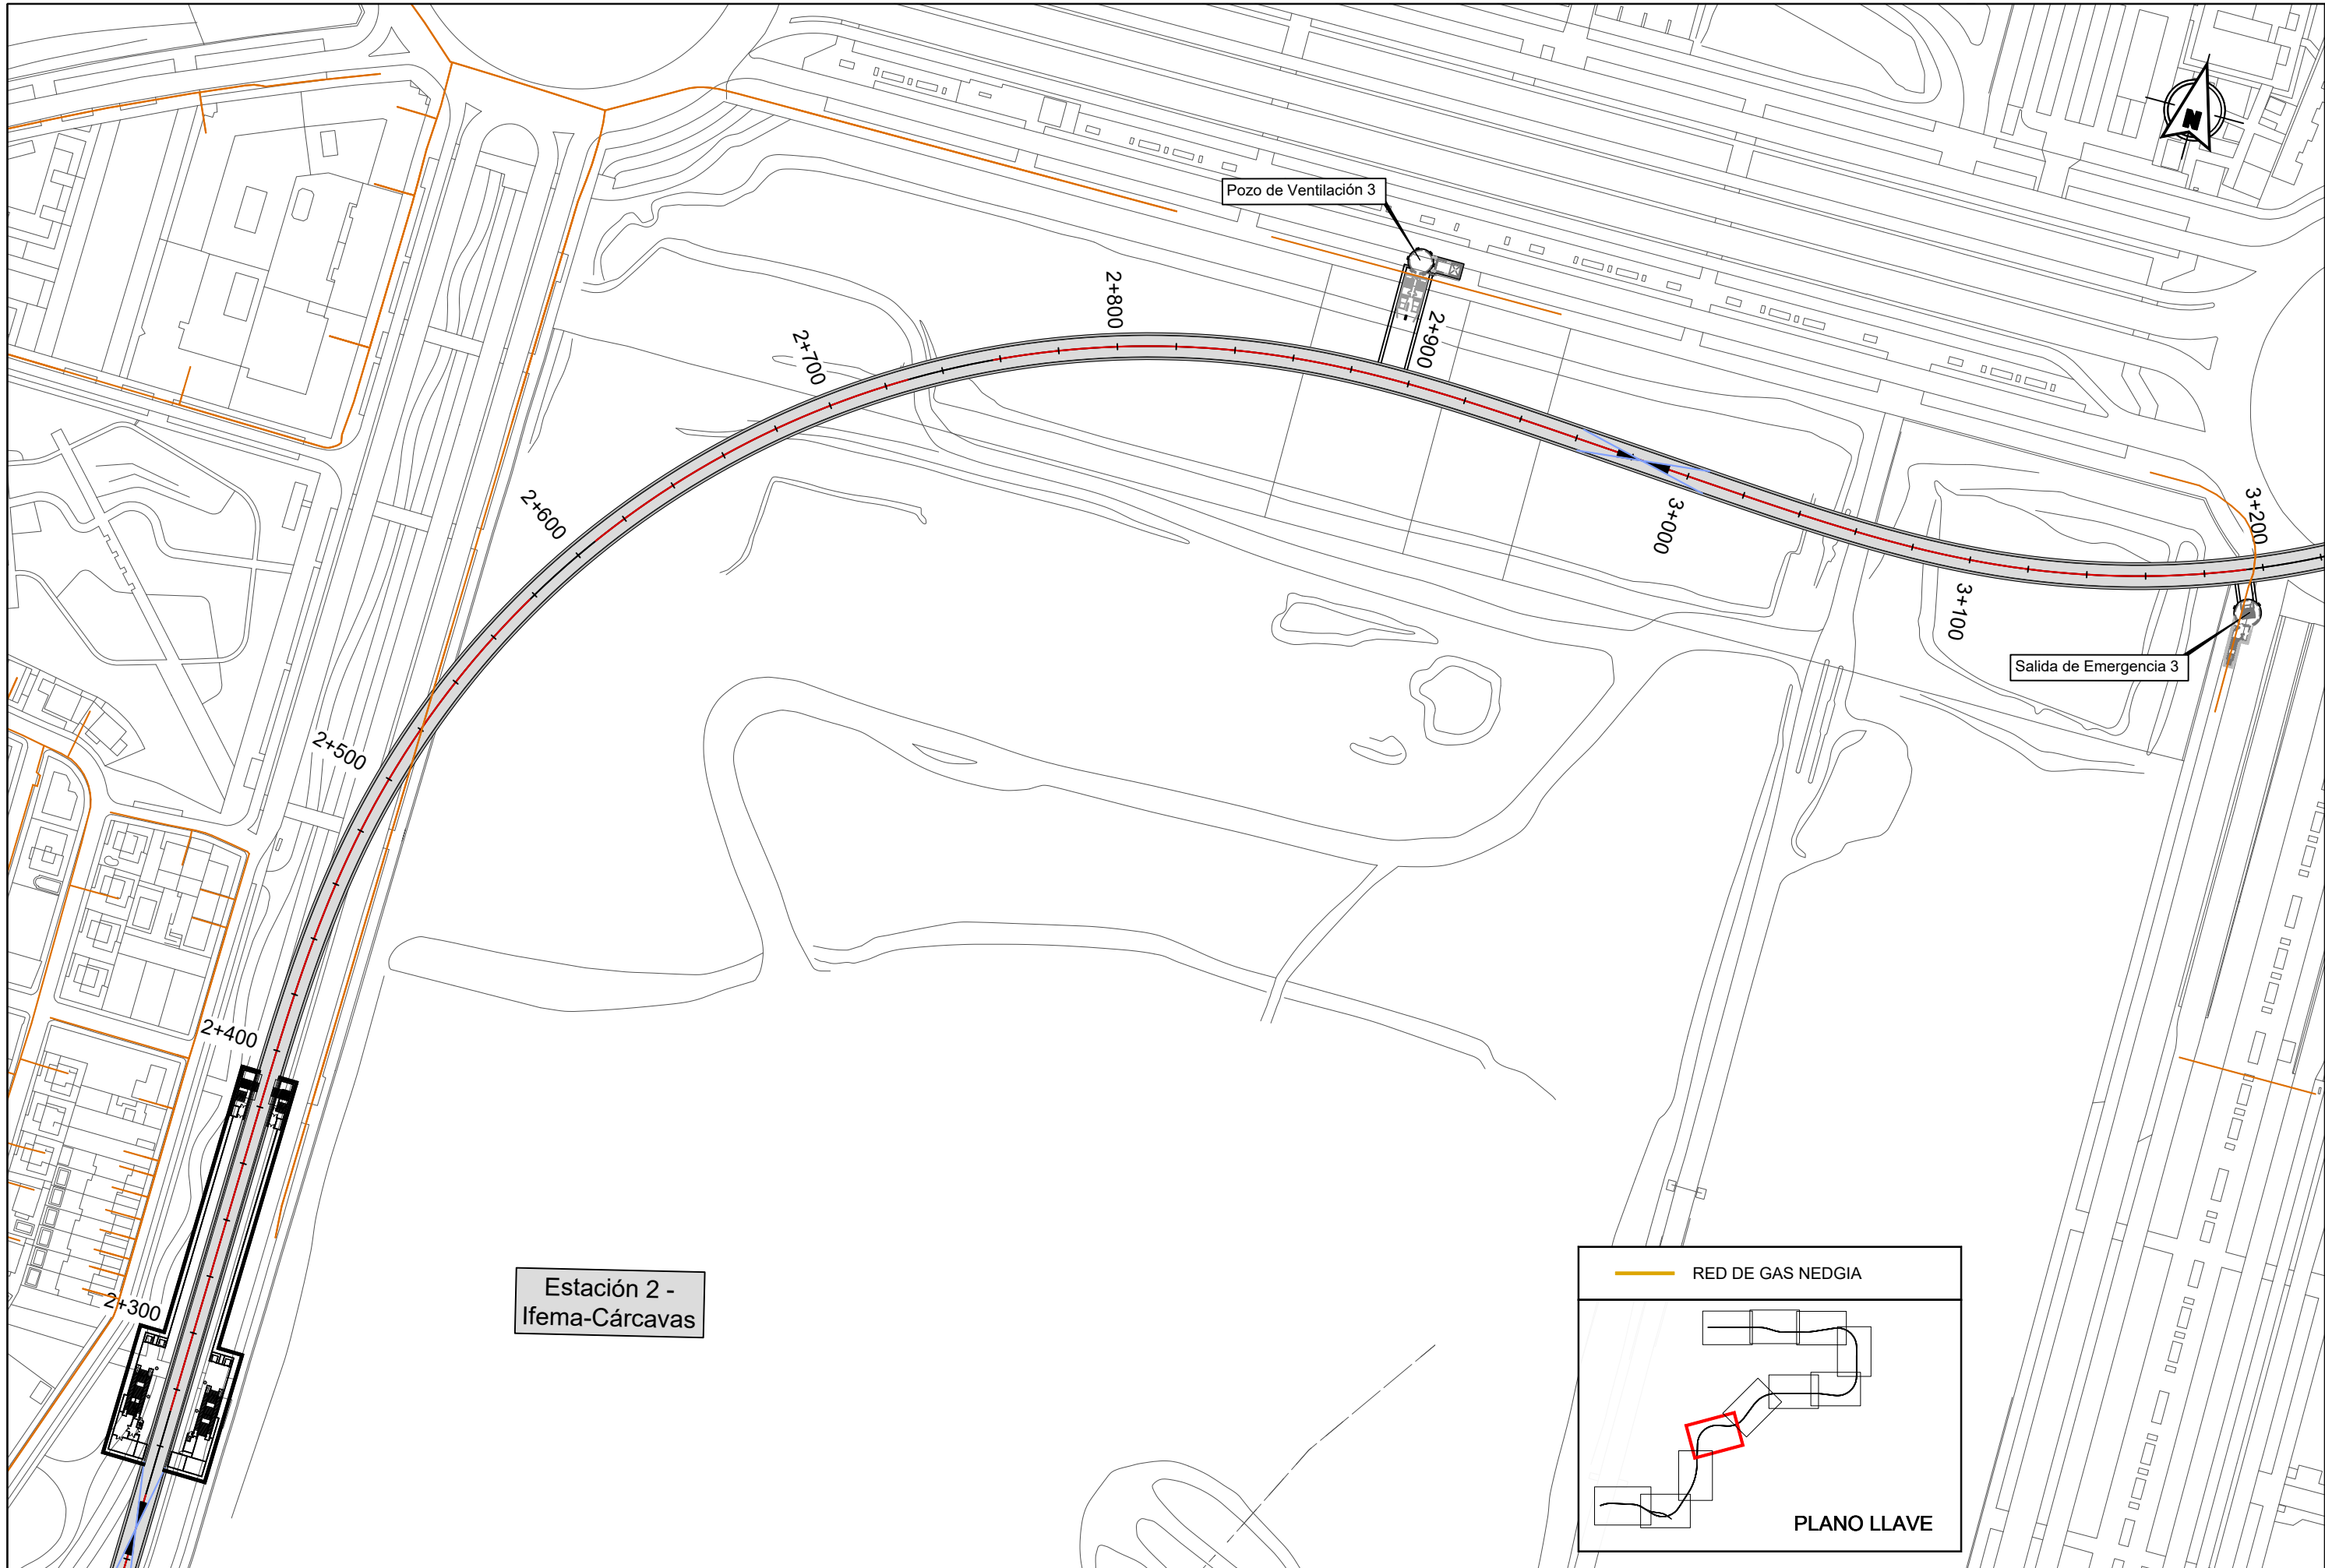 N
Pozo de Ventilación 3
2+800
2+900
2+700
2+600
3+000
3+200
3+100
Salida de Emergencia 3
2+500
2+400
2+300
Estación 2 -
Ifema-Cárcavas
RED DE GAS NEDGIA
PLANO LLAVE